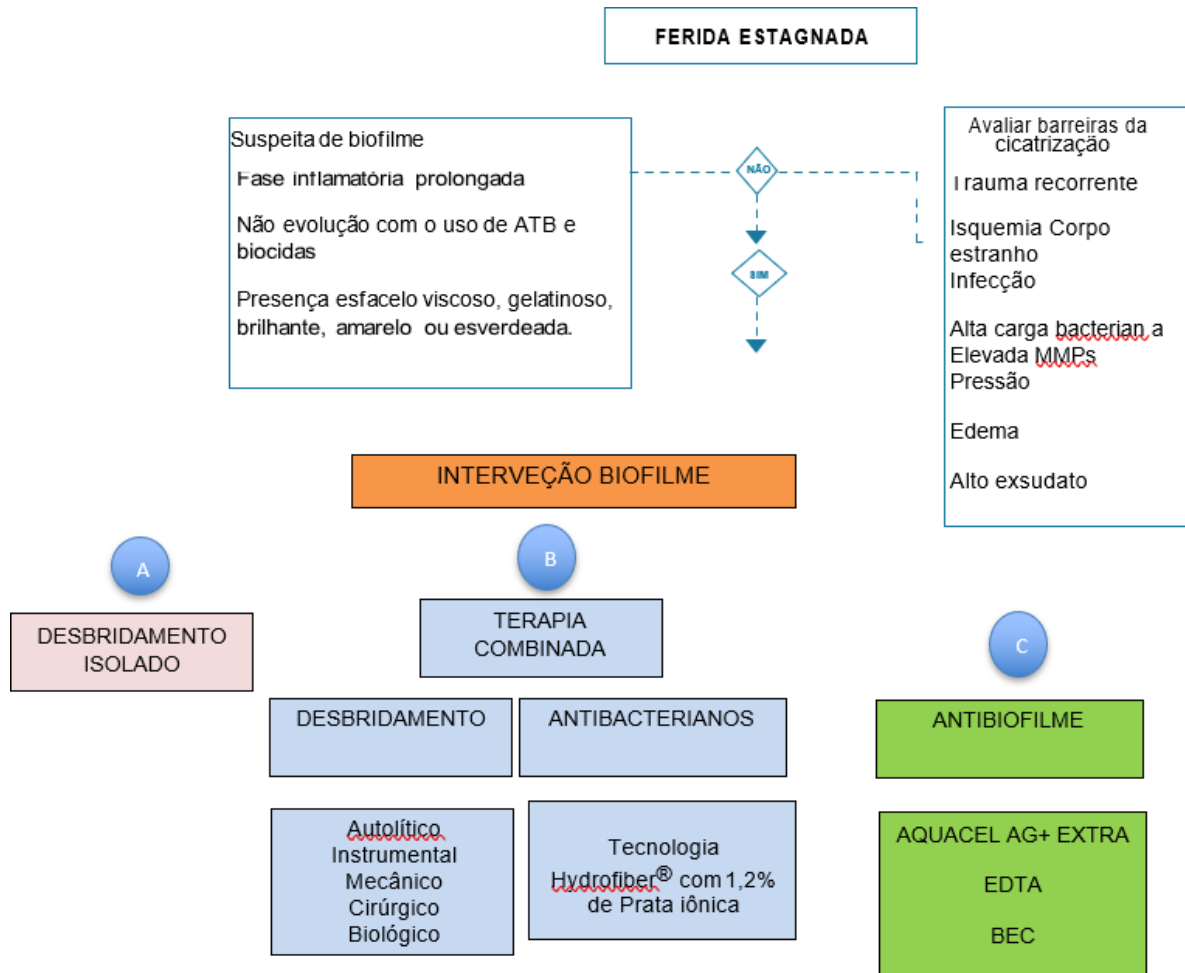 FERIDA ESTAGNADA
Suspeita de biofilme
Fase inflamatória prolongada
Não evolução com o uso de ATB e
biocidas
Presença esfacelo viscoso, gelatinoso,
brilhante, amarelo ou esverdeada.
NÃO
SIM
Avaliar barreiras da
cicatrização
Trauma recorrente
Isquemia Corpo
estranho
Infecção
Alta carga bacterian a
Elevada MMPs
Pressão
Edema
Alto exsudato
INTERVEÇÃO BIOFILME
A
DESBRIDAMENTO
ISOLADO
B
TERAPIA
COMBINADA
DESBRIDAMENTO
Autolítico
Instrumental
Mecânico
Cirúrgico
Biológico
ANTIBACTERIANOS
Tecnologia
Hydrofiber® com 1,2%
de Prata iônica
C
ANTIBIOFILME
AQUACEL AG+ EXTRA
EDTA
BEC